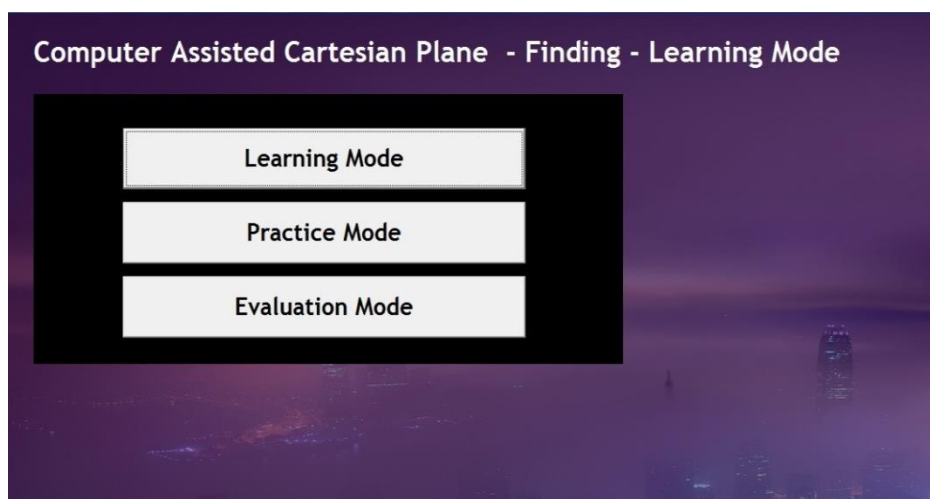 Computer Assisted Cartesian Plane - Finding - Learning Mode
Learning Mode
Practice Mode
Evaluation Mode